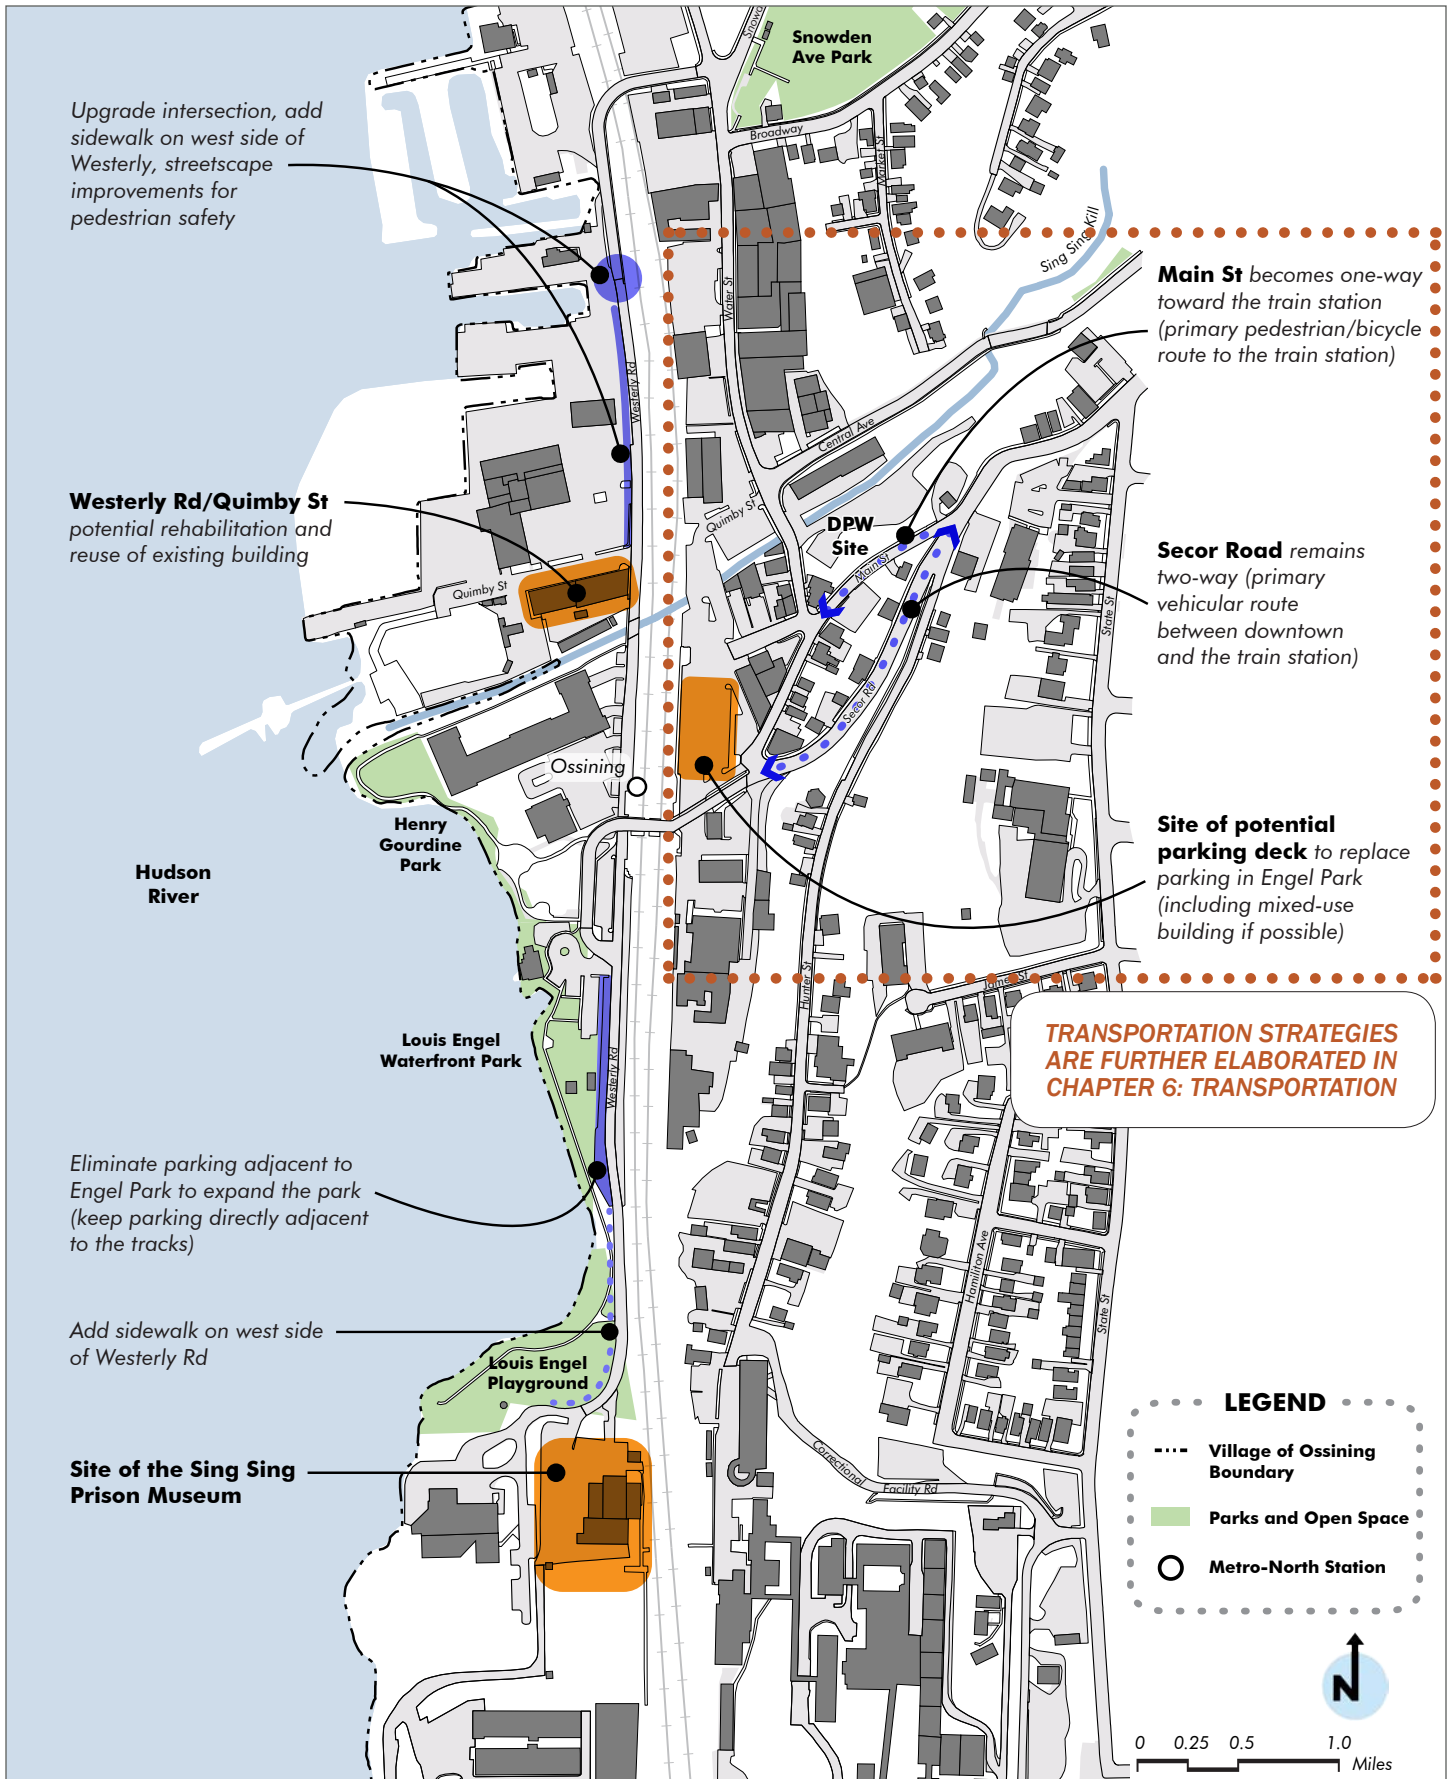 Snowden
Ave Park
Snow
Upgrade intersection, add
sidewalk on west side of
Westerly, streetscape
improvements for
pedestrian safety
Broadway
Market St
Sing Sing Kill
Water St
Main St becomes one-way
toward the train station
(primary pedestrian/bicycle
route to the train station)
Westerly Rd
Central Ave
Westerly Rd/Quimby St
potential rehabilitation and
reuse of existing building
Quimby St
DPW
Site
Main St
Secor Road remains
two-way (primary
vehicular route
between downtown
and the train station)
Quimby St
State St
Secor Rd
Ossining
Henry
Gourdine
Park
Hudson
River
Site of potential
parking deck to replace
parking in Engel Park
(including mixed-use
building if possible)
Hunter St
James St
Louis Engel
Waterfront Park
Westerly Rd
TRANSPORTATION STRATEGIES
ARE FURTHER ELABORATED IN
CHAPTER 6: TRANSPORTATION
Eliminate parking adjacent to
Engel Park to expand the park
(keep parking directly adjacent
to the tracks)
Hamiliton Ave
State St
Add sidewalk on west side
of Westerly Rd
Louis Engel
Playground
Site of the Sing Sing
Prison Museum
Correctional
Facility Rd
LEGEND
Village of Ossining
Boundary
Parks and Open Space
Metro-North Station
N
0 0.25 0.5 1.0
Miles